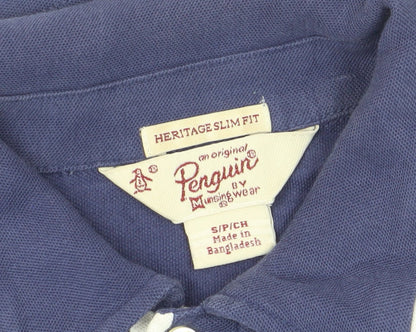 HERITAGE SLIM FIT
an original
Penguin®
BY
Munsingwear
®
S/P/CH
Made in
Bangladesh